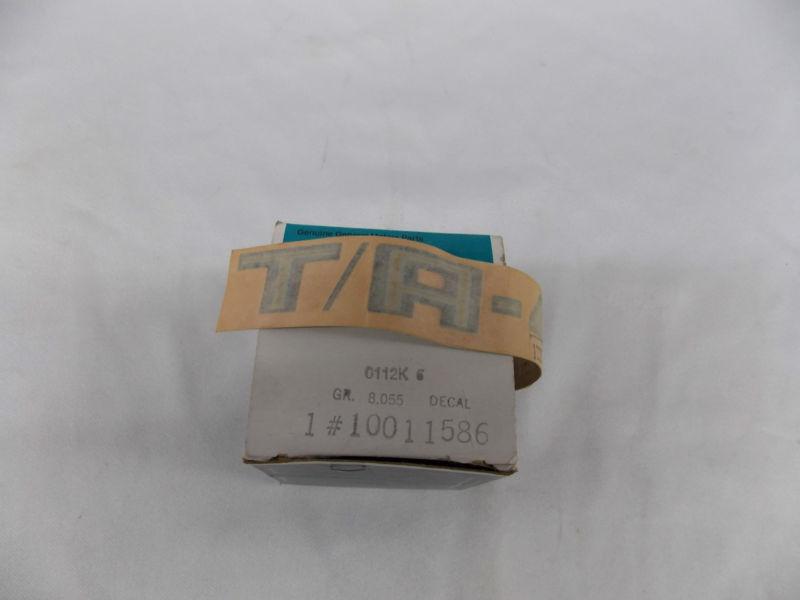 Genuine General Motors Parts
T/A-
0112K 6
GR. 8.055 DECAL
1 #10011586